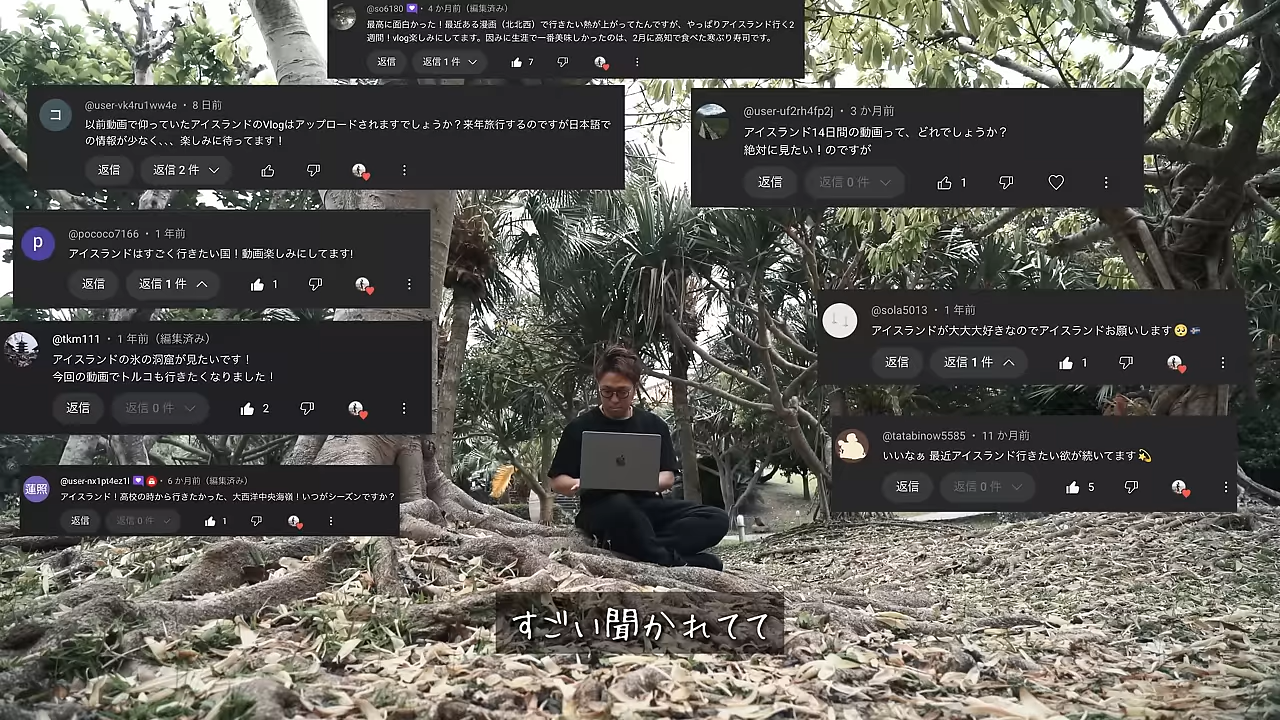 @so6180 ・ 4 か月前（編集済み）
最高に面白かった！最近ある漫画（北北西）で行きたい熱が上がってたんですが、やっぱりアイスランド行く2
週間！vlog楽しみにしてます。因みに生涯で一番美味しかったのは、2月に高知で食べた寒ぶり寿司です。
返信 返信 1 件 7
@user-vk4ru1ww4e ・ 8 日前
以前動画で仰っていたアイスランドのVlogはアップロードされますでしょうか？来年旅行するのですが日本語で
の情報が少なく、、、楽しみに待ってます！
返信 返信 2 件
@user-uf2rh4fp2j ・ 3 か月前
アイスランド14日間の動画って、どれでしょうか？
絶対に見たい！のですが
返信 返信 0 件 1
p
@pococo7166 ・ 1 年前
アイスランドはすごく行きたい国！動画楽しみにしてます!
返信 返信 1 件 1
@sola5013 ・ 1 年前
アイスランドが大大大好きなのでアイスランドお願いします🥺🇮🇸
返信 返信 1 件 1
@tkm111 ・ 1 年前（編集済み）
アイスランドの氷の洞窟が見たいです！
今回の動画でトルコも行きたくなりました！
返信 返信 0 件 2
@tatabinow5585 ・ 11 か月前
いいなぁ 最近アイスランド行きたい欲が続いてます💫
返信 返信 0 件 5
蓮照
@user-nx1pt4ez1l ・ 6 か月前（編集済み）
アイスランド！高校の時から行きたかった、大西洋中央海嶺！いつがシーズンですか？
返信 返信 0 件 1
コ
すごい聞かれてて